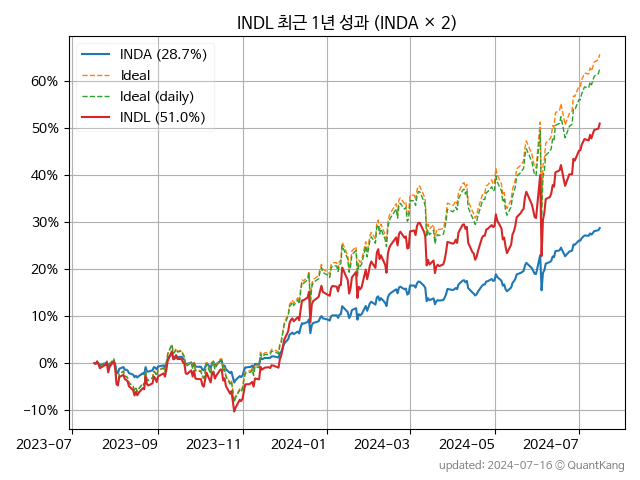 INDL 최근 1년 성과 (INDA × 2)
INDA (28.7%)
Ideal
Ideal (daily)
INDL (51.0%)
60%
50%
40%
30%
20%
10%
0%
−10%
2023-07 2023-09 2023-11 2024-01 2024-03 2024-05 2024-07
updated: 2024-07-16 © QuantKang